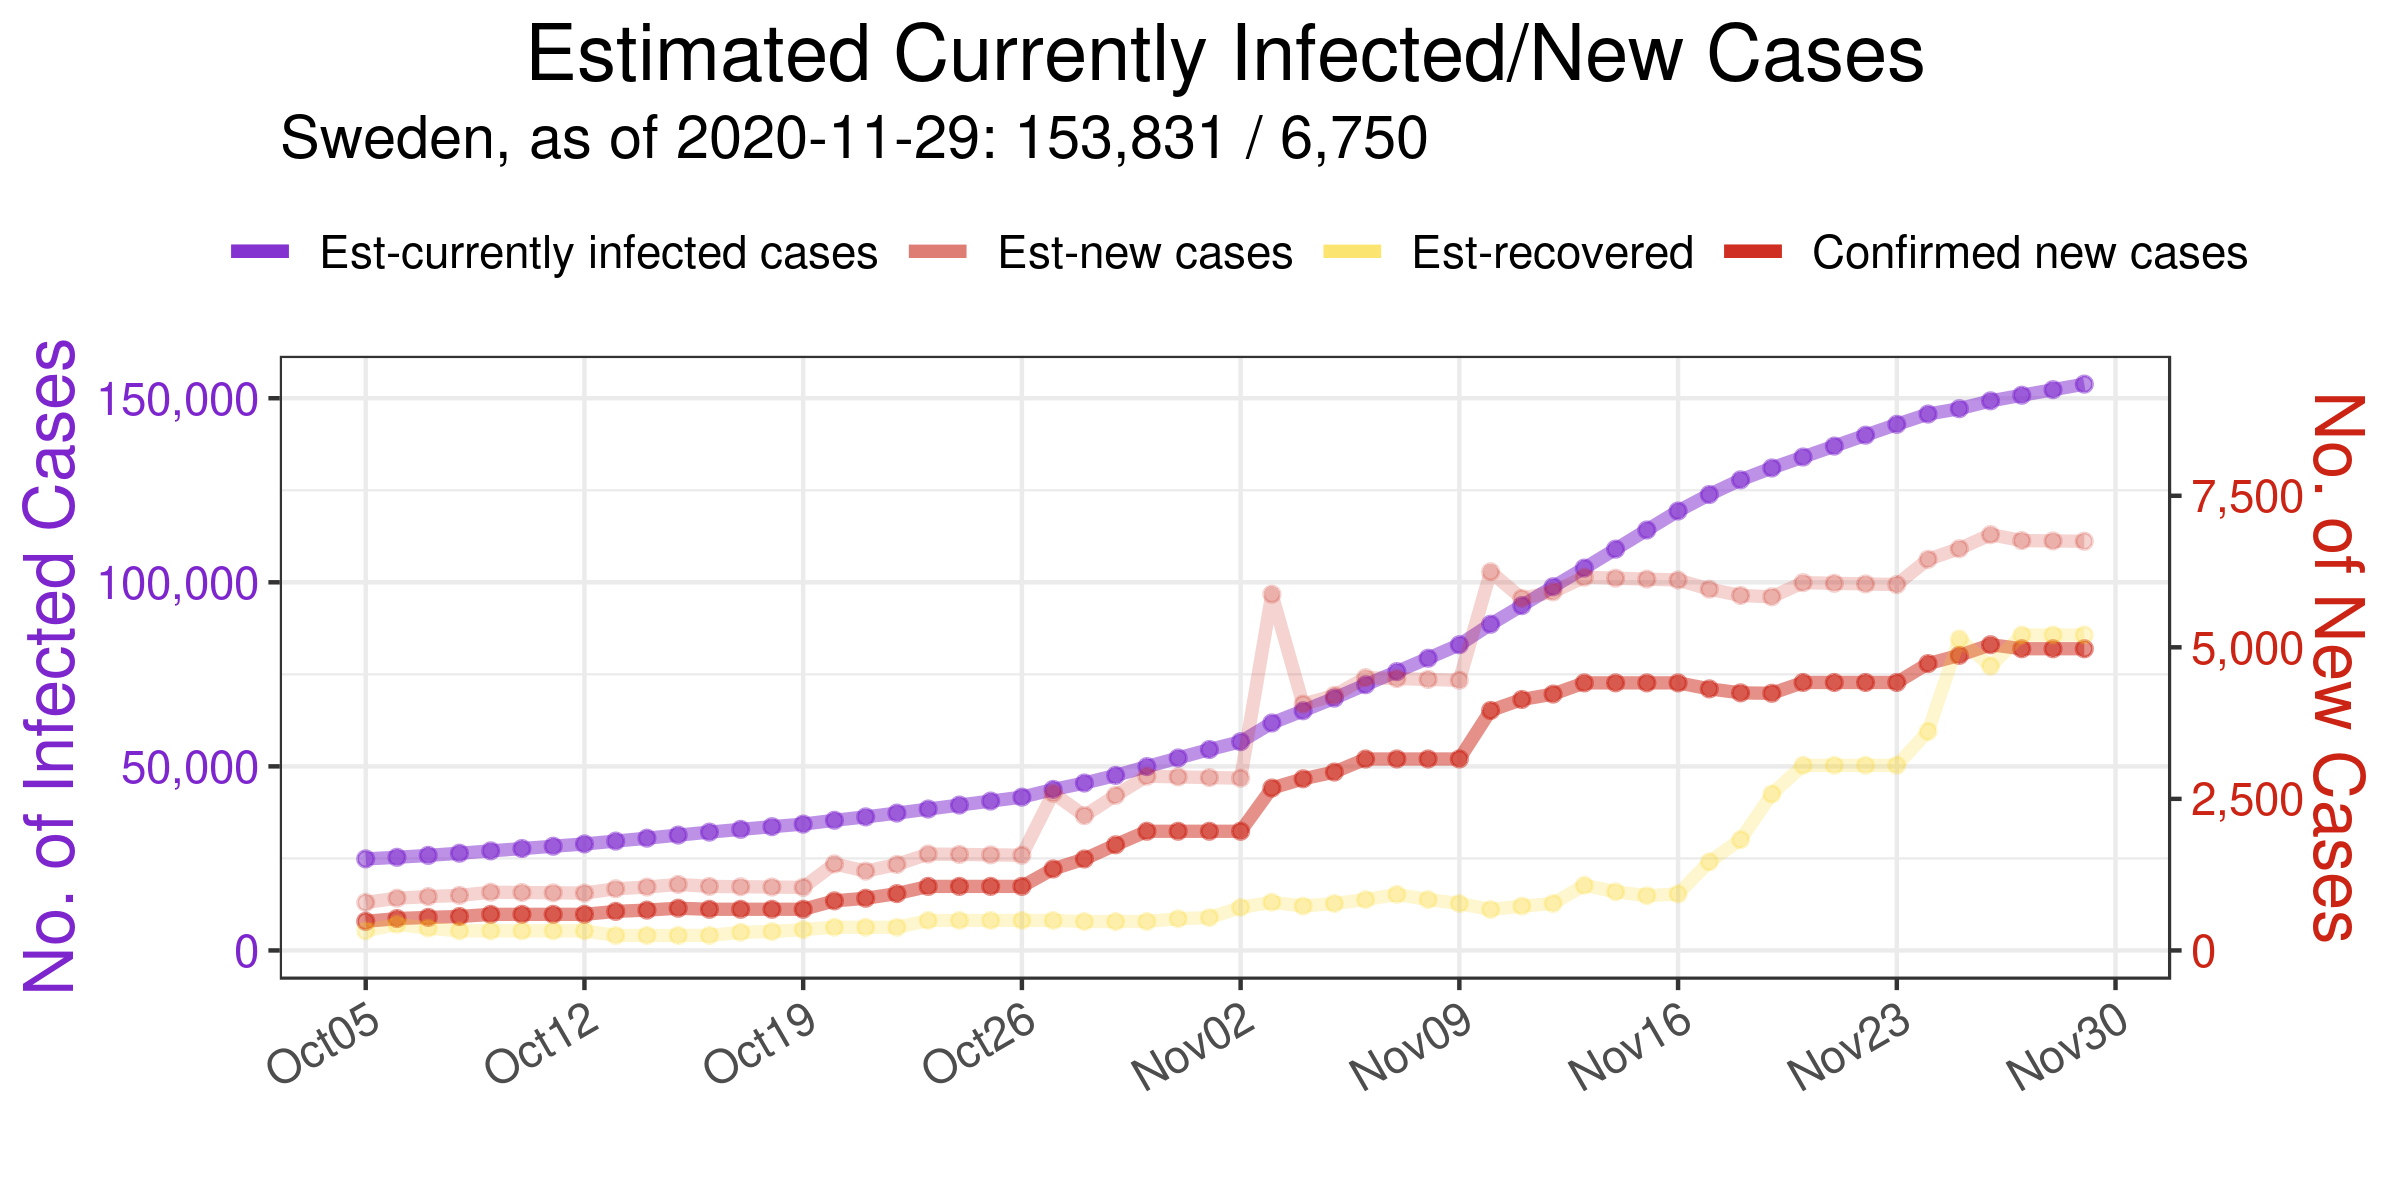 Estimated Currently Infected/New Cases
Sweden, as of 2020-11-29: 153,831 / 6,750
Est-currently infected cases Est-new cases Est-recovered Confirmed new cases
No. of Infected Cases
150,000
100,000
50,000
0
7,500
5,000
2,500
0
No. of New Cases
Oct05 Oct12 Oct19 Oct26 Nov02 Nov09 Nov16 Nov23 Nov30